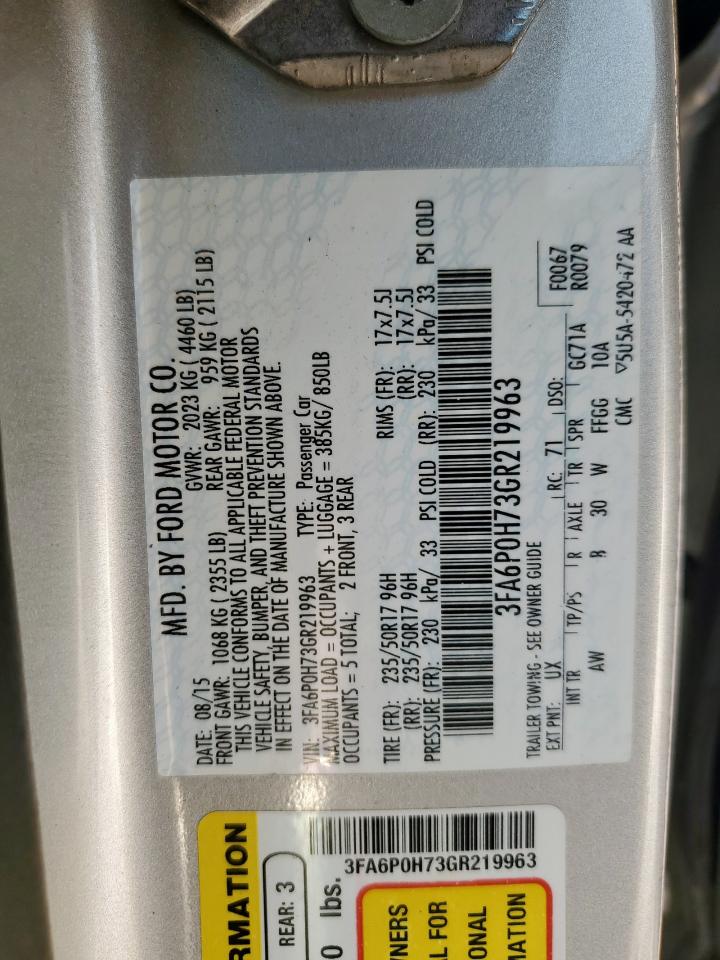 MFD. BY FORD MOTOR CO.
DATE: 08/15 GVWR: 2023 KG ( 4460 LB)
FRONT GAWR: 1068 KG ( 2355 LB) REAR GAWR: 959 KG ( 2115 LB)
THIS VEHICLE CONFORMS TO ALL APPLICABLE FEDERAL MOTOR
VEHICLE SAFETY, BUMPER, AND THEFT PREVENTION STANDARDS
IN EFFECT ON THE DATE OF MANUFACTURE SHOWN ABOVE.
VIN: 3FA6P0H73GR219963 TYPE: Passenger Car
MAXIMUM LOAD = OCCUPANTS + LUGGAGE = 385KG/ 850LB
OCCUPANTS = 5 TOTAL; 2 FRONT, 3 REAR
TIRE (FR): 235/50R17 96H RIMS (FR): 17x7.5J
(RR): 235/50R17 96H (RR): 17x7.5J
PRESSURE (FR): 230 kPa/ 33 PSI COLD (RR): 230 kPa/ 33 PSI COLD
3FA6P0H73GR219963
TRAILER TOWING - SEE OWNER GUIDE
F0067
EXT PNT: UX RC: 71 DSO: R0079
INT TR TP/PS R AXLE TR SPR GC71A
AW B 30 W FFGG 10A
CMC ▽5U5A-5420472 AA
RMATION
REAR: 3
0 lbs.
3FA6P0H73GR219963
NERS
L FOR
ONAL
MATION